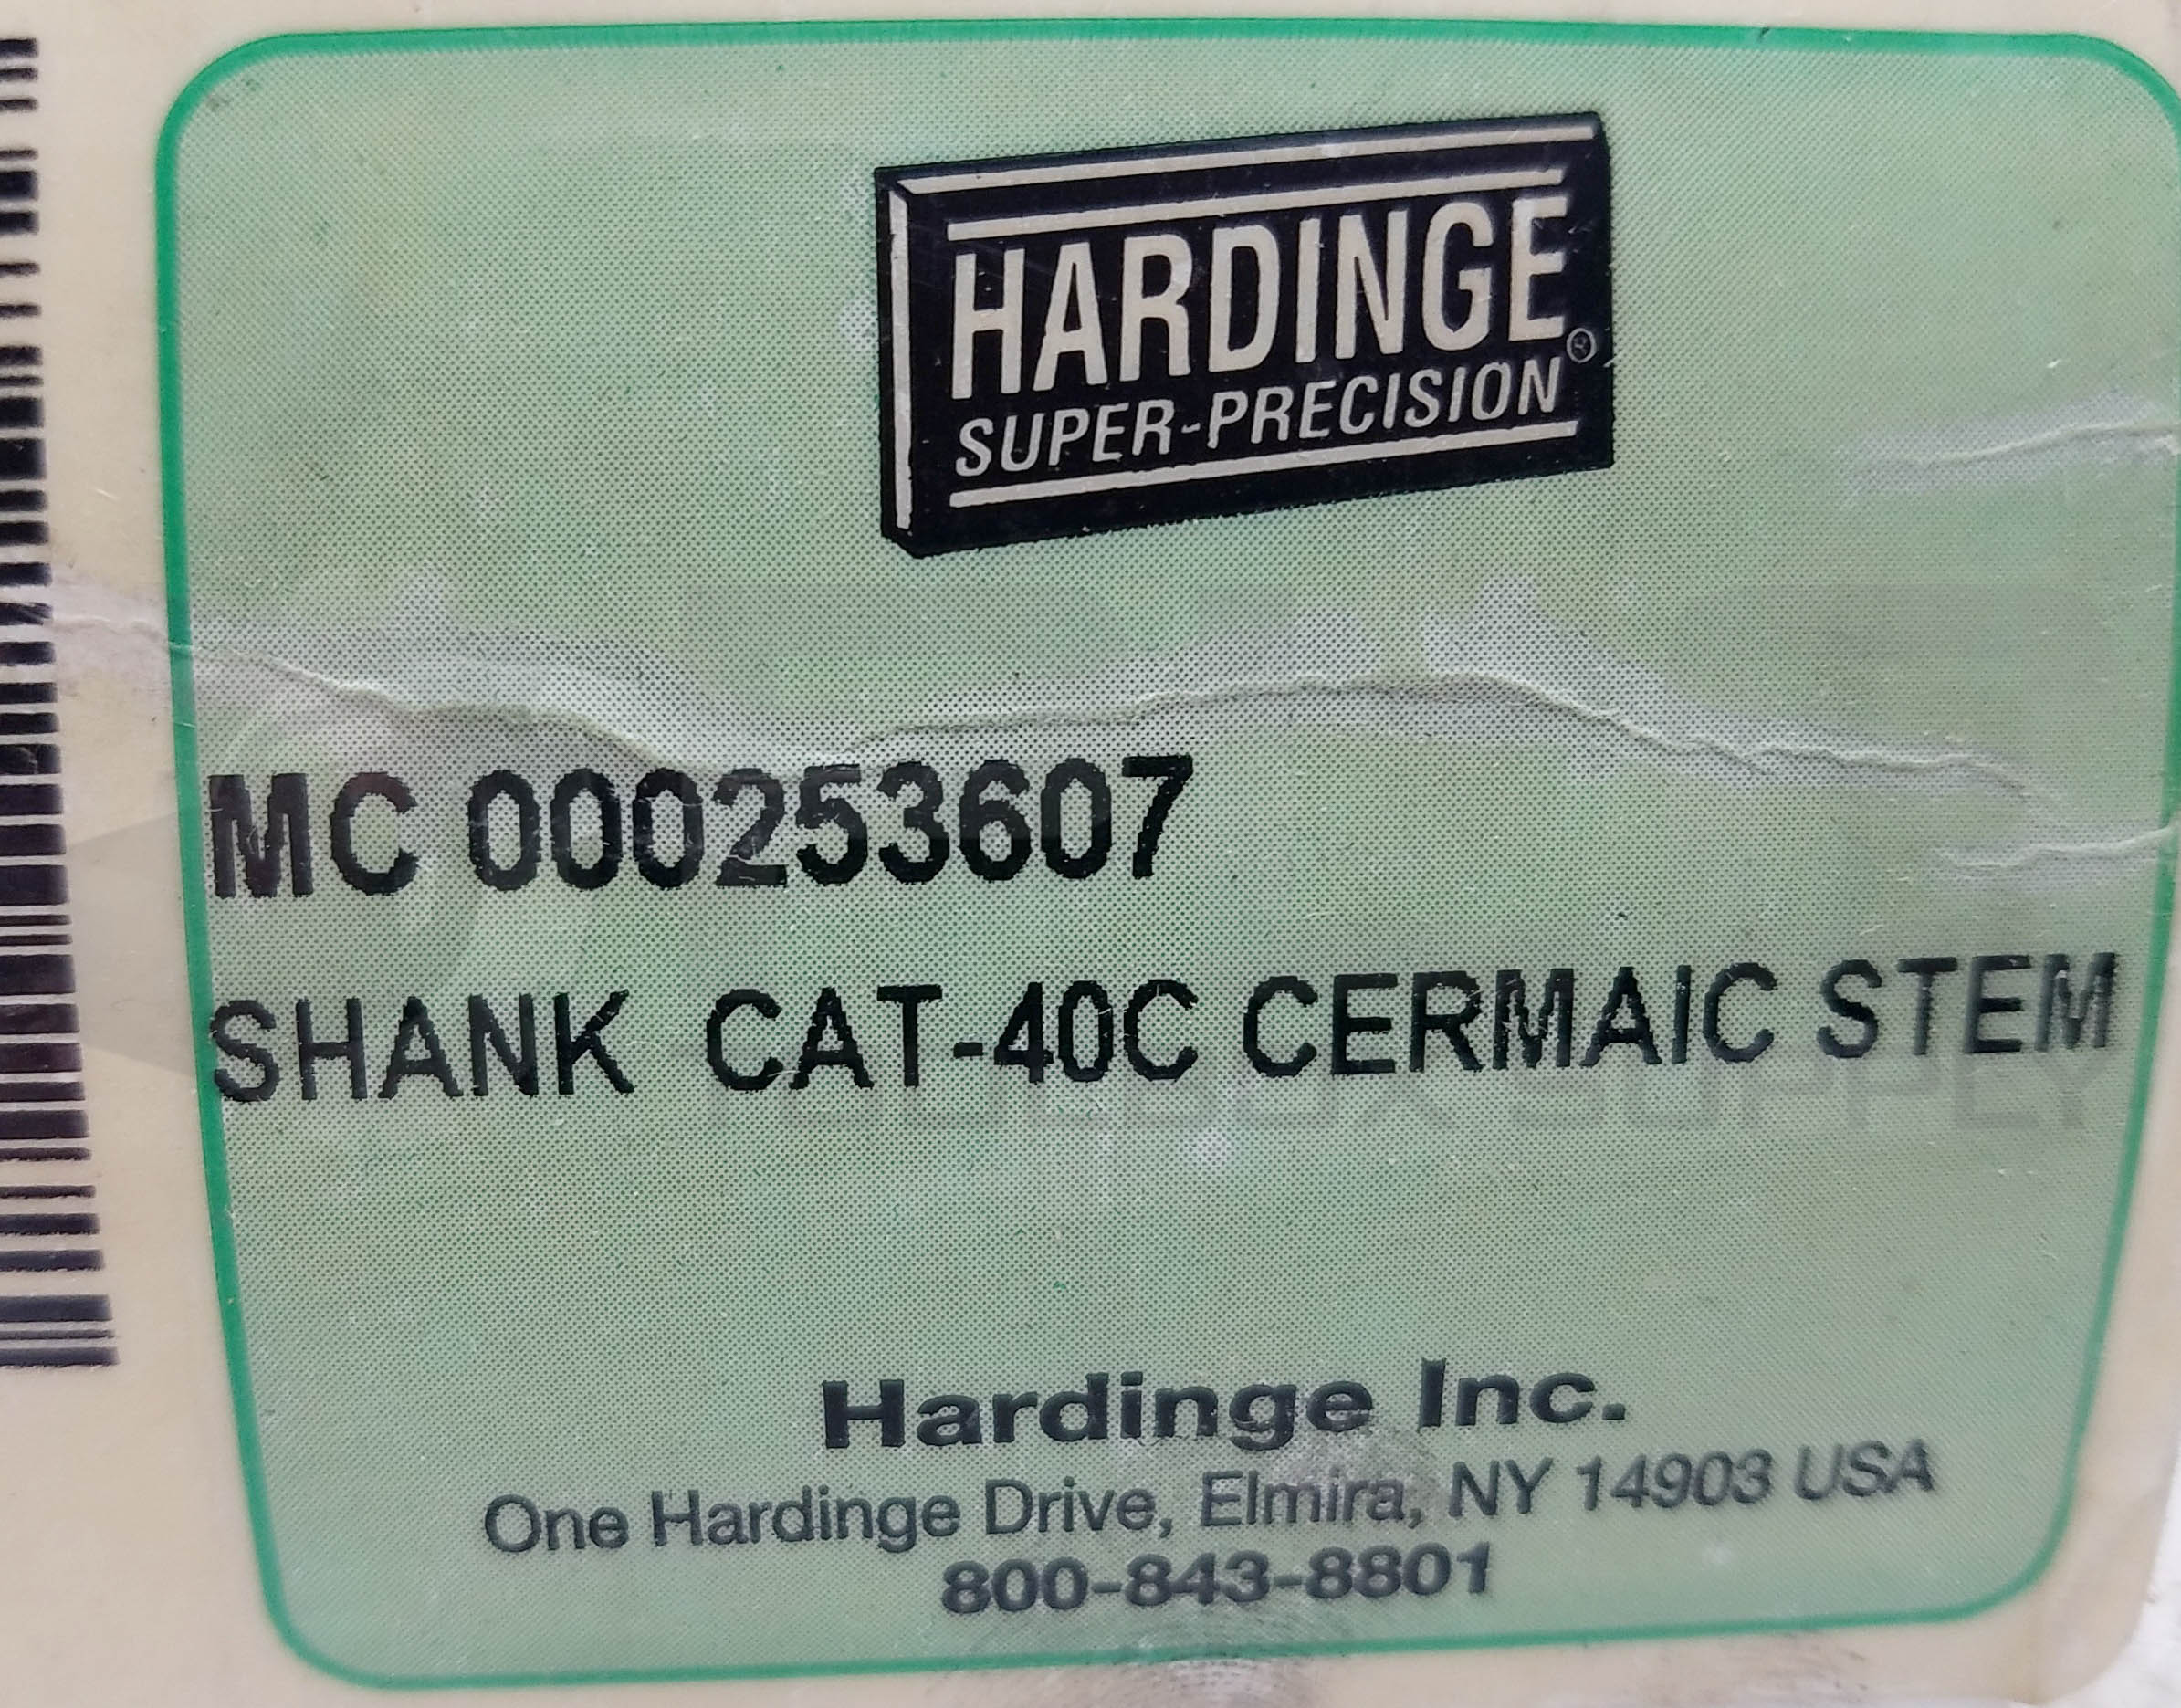 HARDINGE®
SUPER-PRECISION
MC 000253607
SHANK CAT-40C CERMAIC STEM
Hardinge Inc.
One Hardinge Drive, Elmira, NY 14903 USA
800-843-8801